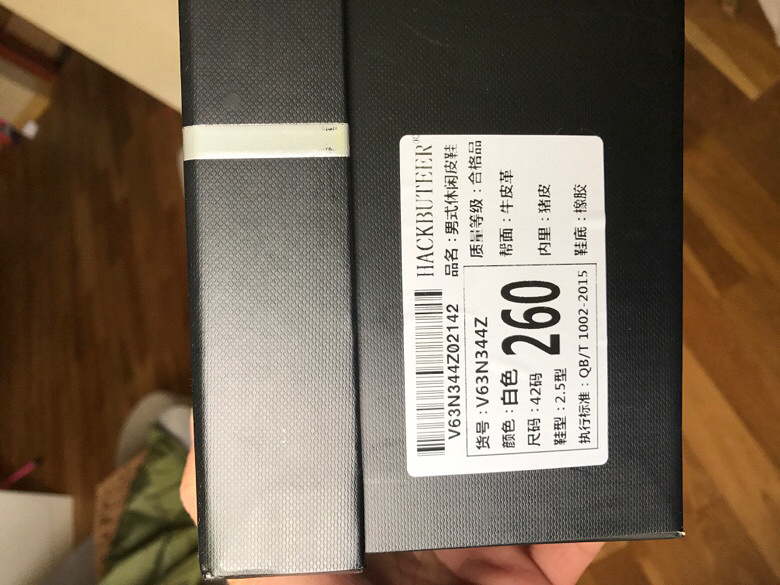 HACKBUTEER®
V63N344Z02142
品名：男式休闲皮鞋
货号：V63N344Z
质量等级：合格品
颜色：白色
260
帮面：牛皮革
尺码：42码
内里：猪皮
鞋型：2.5型
鞋底：橡胶
执行标准：QB/T 1002-2015